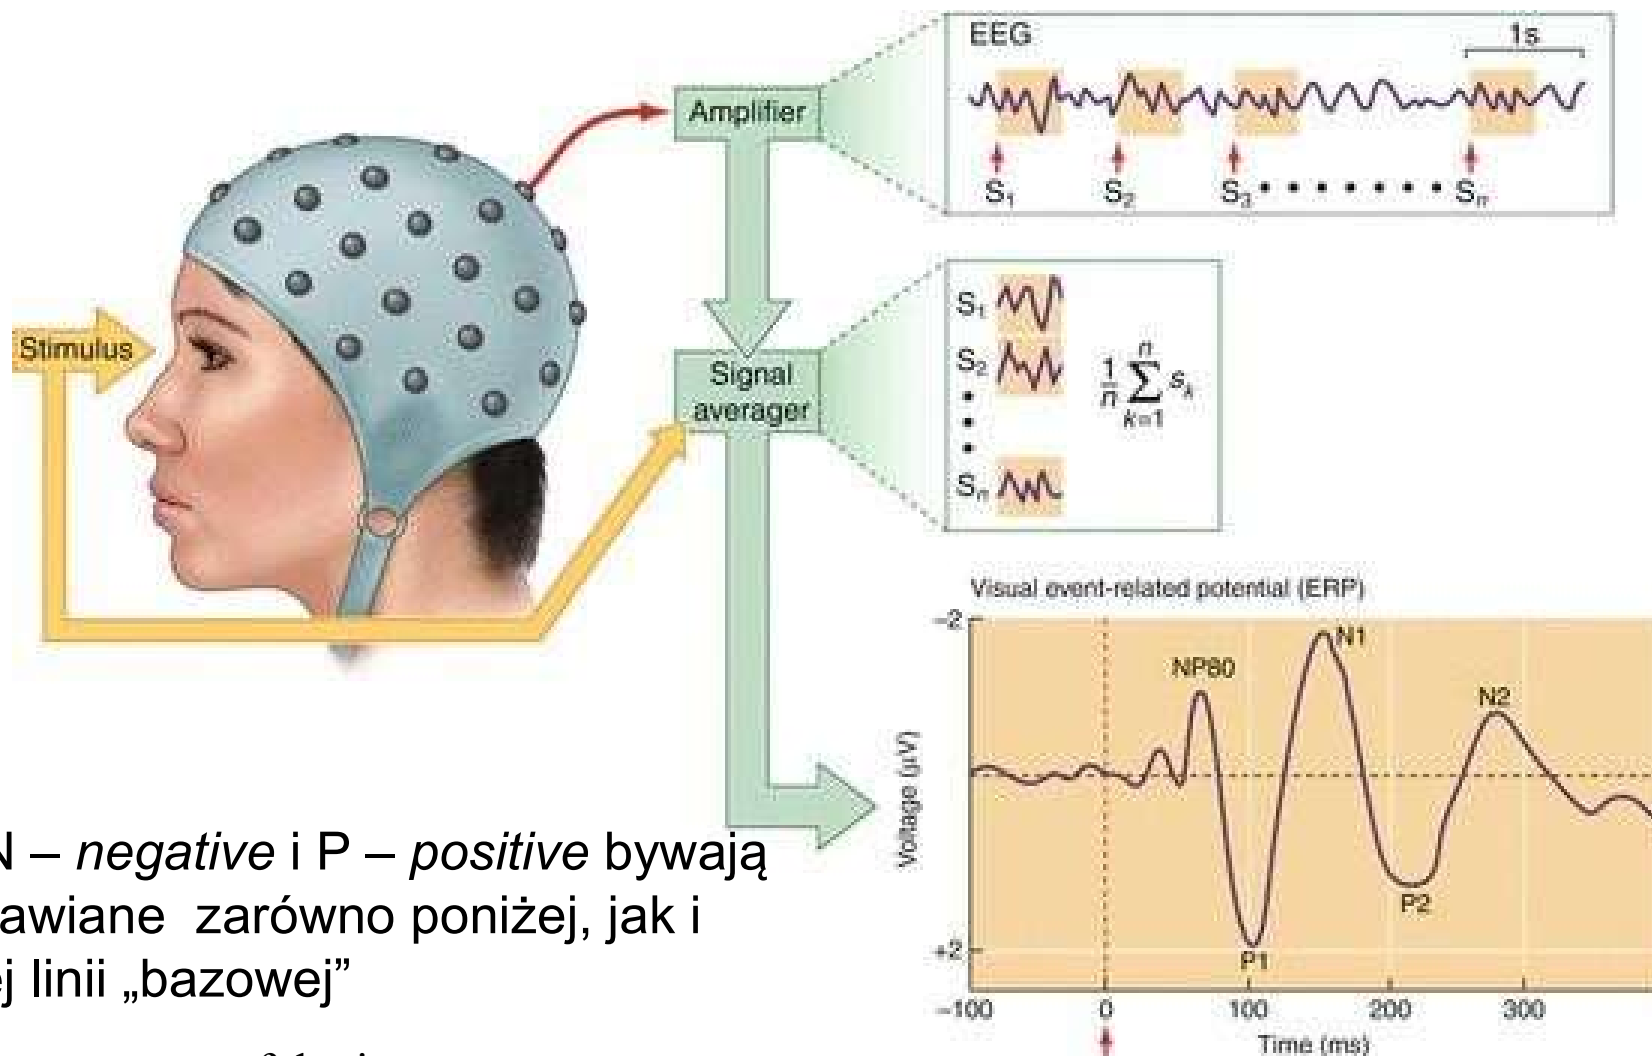 EEG
1s
Amplifier
S1 S2 S3 Sn
Stimulus
Signal
averager
S1
S2
Sn
1/n n ∑ k=1 sk
Visual event-related potential (ERP)
−2
N1
NP80
N2
Voltage (µV)
P2
+2
P1
−100 0 100 200 300
Time (ms)
N – negative i P – positive bywają
awiane zarówno poniżej, jak i
ej linii „bazowej”